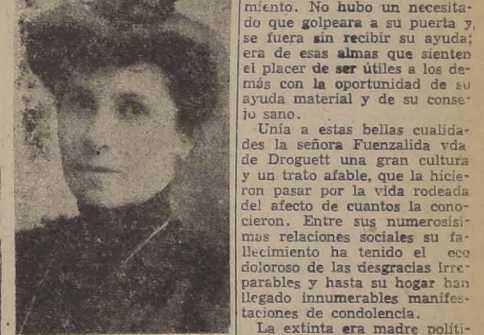 miento. No hubo un necesita-
do que golpeara a su puerta y
se fuera sin recibir su ayuda;
era de esas almas que sienten
el placer de ser útiles a los de-
más con la oportunidad de su
ayuda material y de su conse-
jo sano.
Unía a estas bellas cualida-
des la señora Fuenzalida vda
de Droguett una gran cultura
y un trato afable, que la hicie-
ron pasar por la vida rodeada
del afecto de cuantos la cono-
cieron. Entre sus numerosísi-
mas relaciones sociales su fa-
llecimiento ha tenido el eco
doloroso de las desgracias irre-
parables y hasta su hogar han
llegado innumerables manifes-
taciones de condolencia.
La extinta era madre políti-